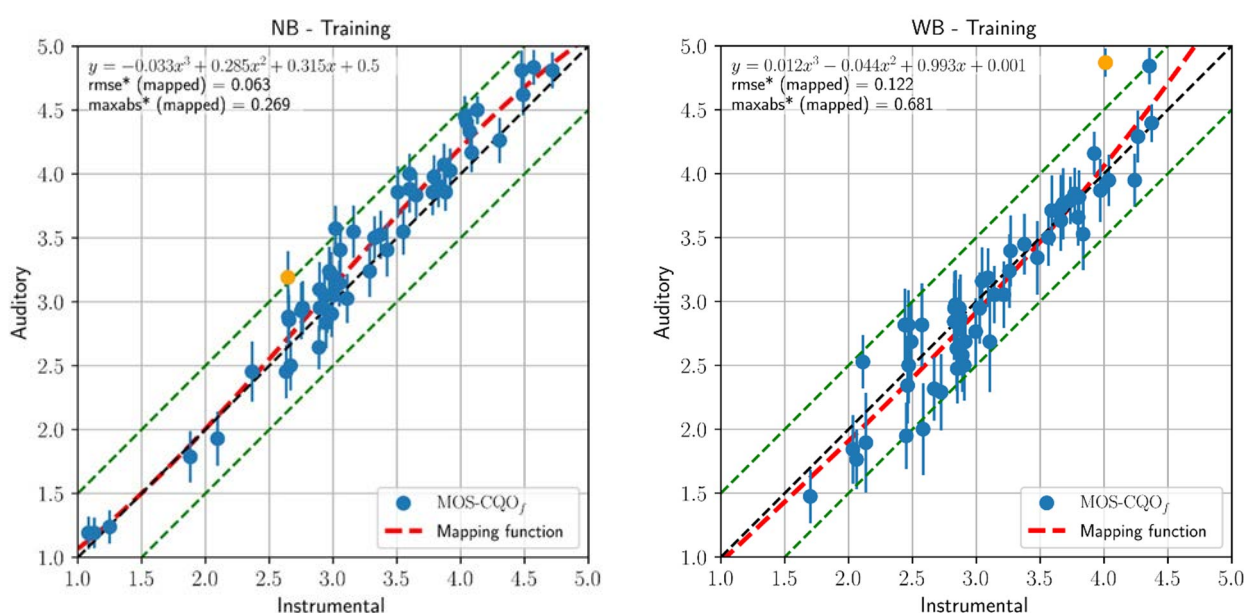 NB - Training
y = −0.033x³ + 0.285x² + 0.315x + 0.5
rmse* (mapped) = 0.063
maxabs* (mapped) = 0.269
5.0
4.5
4.0
3.5
3.0
2.5
2.0
1.5
1.0
Auditory
MOS-CQO_f
Mapping function
1.0 1.5 2.0 2.5 3.0 3.5 4.0 4.5 5.0
Instrumental
WB - Training
y = 0.012x³ − 0.044x² + 0.993x + 0.001
rmse* (mapped) = 0.122
maxabs* (mapped) = 0.681
5.0
4.5
4.0
3.5
3.0
2.5
2.0
1.5
1.0
Auditory
MOS-CQO_f
Mapping function
1.0 1.5 2.0 2.5 3.0 3.5 4.0 4.5 5.0
Instrumental